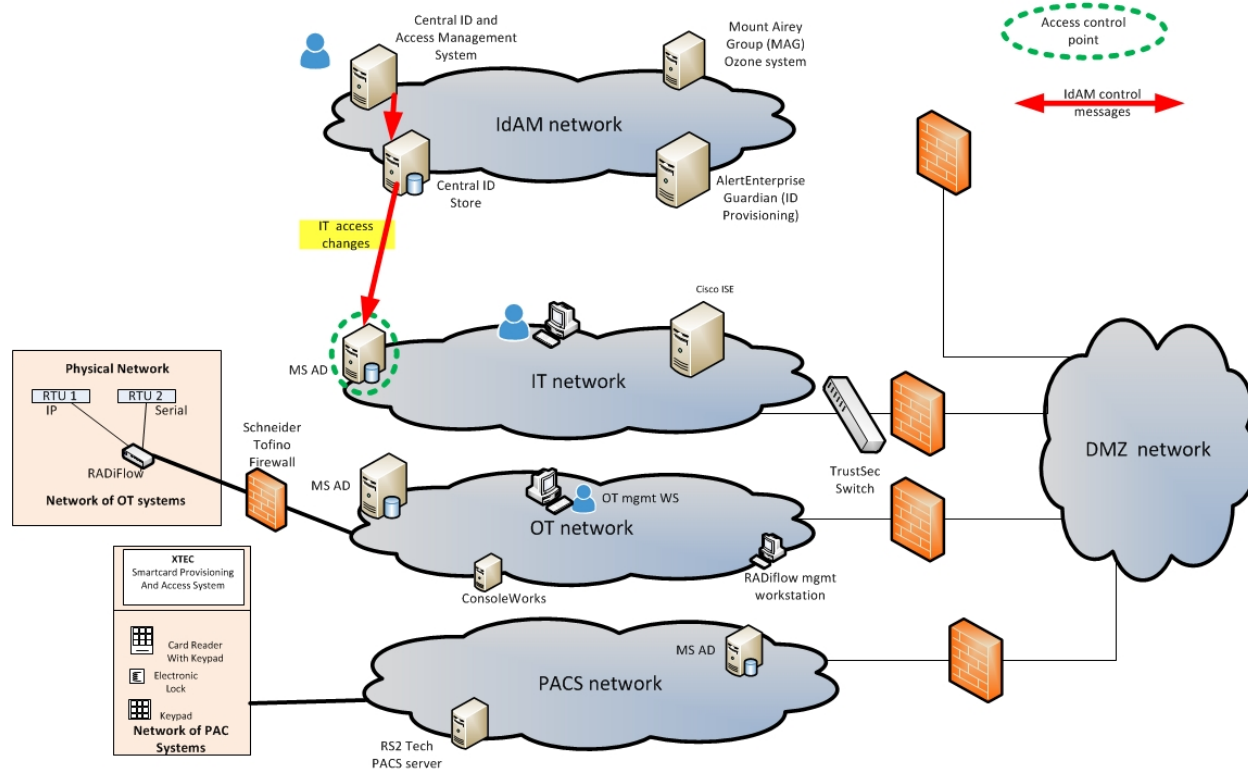 Central ID and
Access Management
System
Mount Airey
Group (MAG)
Ozone system
Access control
point
IdAM control
messages
IdAM network
Central ID
Store
AlertEnterprise
Guardian (ID
Provisioning)
IT access
changes
Cisco ISE
MS AD
IT network
Physical Network
RTU 1
RTU 2
IP
Serial
RADiFlow
Network of OT systems
Schneider
Tofino
Firewall
TrustSec
Switch
DMZ network
MS AD
OT mgmt WS
OT network
ConsoleWorks
RADiflow mgmt
workstation
XTEC
Smartcard Provisioning
And Access System
Card Reader
With Keypad
Electronic
Lock
Keypad
Network of PAC
Systems
MS AD
PACS network
RS2 Tech
PACS server